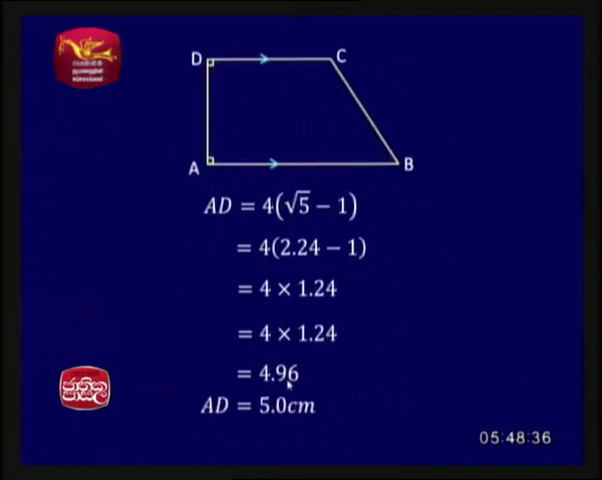 D
C
A
B
AD = 4(√5 − 1)
= 4(2.24 − 1)
= 4 × 1.24
= 4 × 1.24
= 4.96
AD = 5.0cm
ජාතික
පාසල
05:48:36